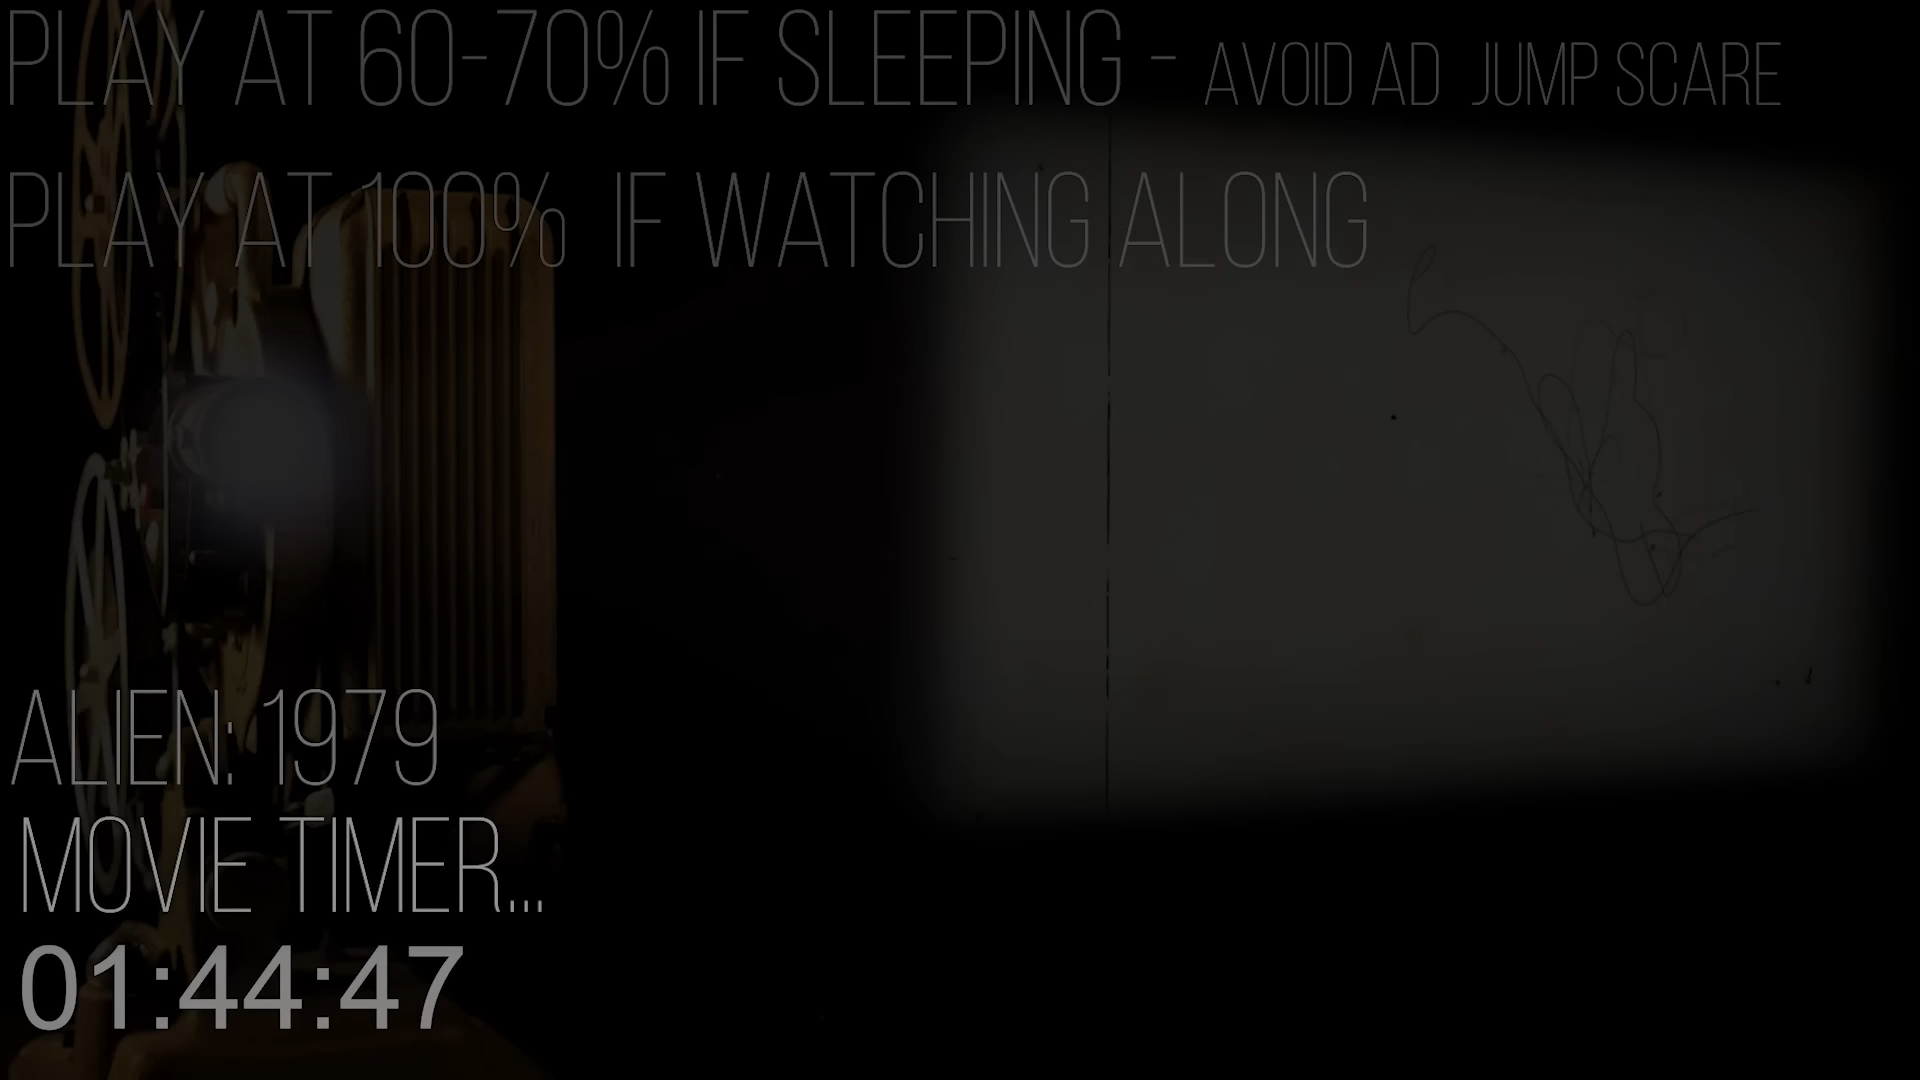 PLAY AT 60-70% IF SLEEPING - AVOID AD JUMP SCARE
PLAY AT 100% IF WATCHING ALONG
ALIEN: 1979
MOVIE TIMER...
01:44:47